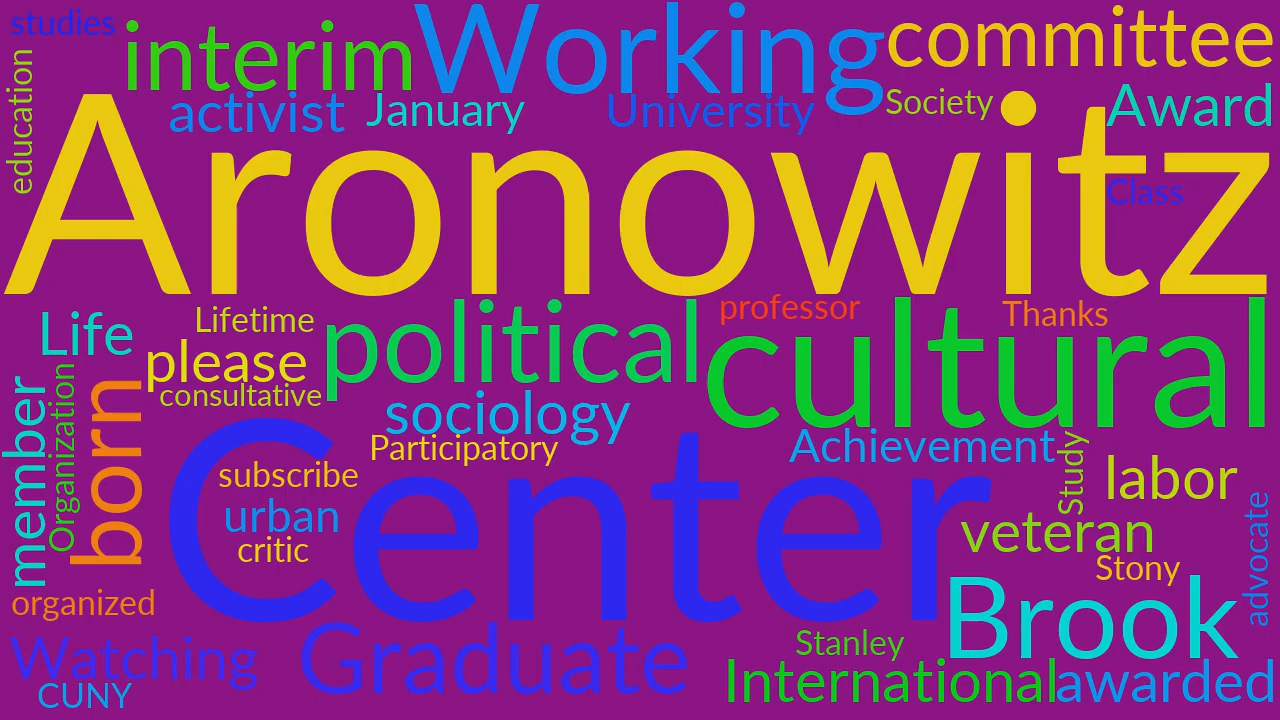 studies
interim
Working
committee
education
activist
January
University
Society
Award
Aronowitz
Class
Life
Lifetime
political
professor
cultural
Thanks
please
consultative
sociology
member
Organization
born
Participatory
Achievement
Study
labor
Center
subscribe
urban
critic
veteran
Stony
advocate
organized
Brook
Watching
Graduate
Stanley
CUNY
International
awarded